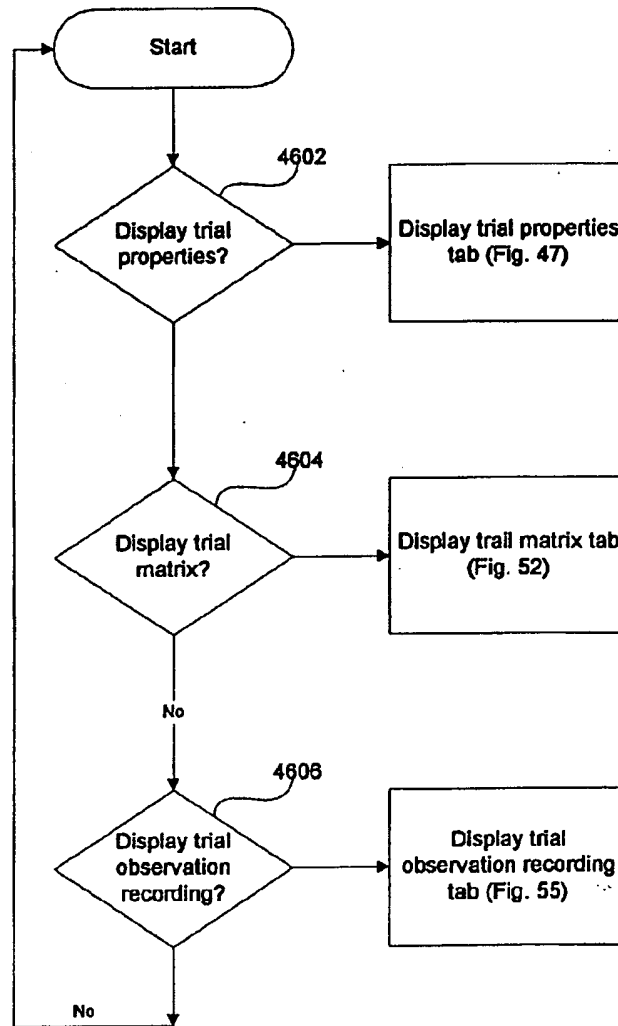 Start
4602
Display trial
properties?
Display trial properties
tab (Fig. 47)
4604
Display trial
matrix?
Display trail matrix tab
(Fig. 52)
No
4606
Display trial
observation
recording?
Display trial
observation recording
tab (Fig. 55)
No